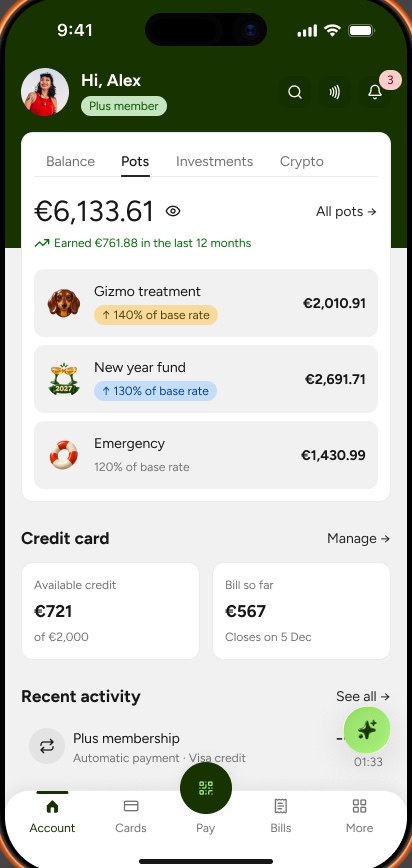 9:41
Hi, Alex
Plus member
3
Balance Pots Investments Crypto
€6,133.61
All pots →
Earned €761.88 in the last 12 months
Gizmo treatment
↑ 140% of base rate
€2,010.91
New year fund
↑ 130% of base rate
€2,691.71
2027
Emergency
120% of base rate
€1,430.99
Credit card
Manage →
Available credit
€721
of €2,000
Bill so far
€567
Closes on 5 Dec
Recent activity
See all →
Plus membership
Automatic payment · Visa credit
01:33
Account Cards Pay Bills More